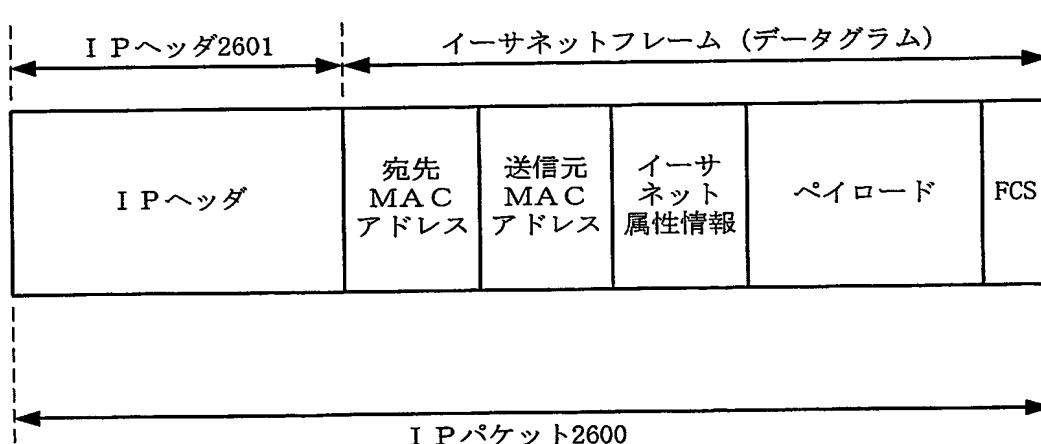 ＩＰヘッダ2601
イーサネットフレーム（データグラム）
ＩＰヘッダ
宛先
ＭＡＣ
アドレス
送信元
ＭＡＣ
アドレス
イーサ
ネット
属性情報
ペイロード
FCS
ＩＰパケット2600